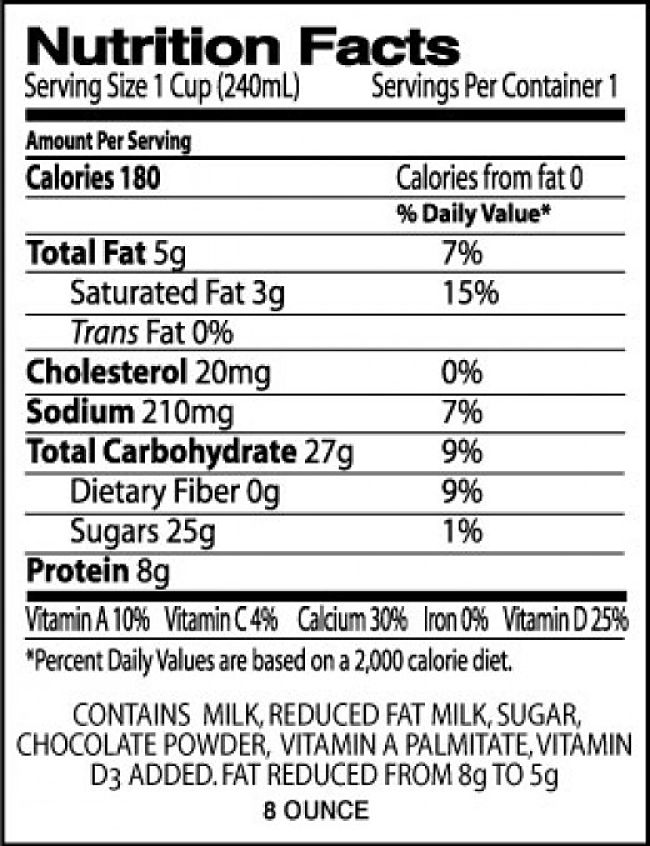 Nutrition Facts
Serving Size 1 Cup (240mL) Servings Per Container 1
Amount Per Serving
Calories 180 Calories from fat 0
% Daily Value*
Total Fat 5g 7%
Saturated Fat 3g 15%
Trans Fat 0%
Cholesterol 20mg 0%
Sodium 210mg 7%
Total Carbohydrate 27g 9%
Dietary Fiber 0g 9%
Sugars 25g 1%
Protein 8g
Vitamin A 10% Vitamin C 4% Calcium 30% Iron 0% Vitamin D 25%
*Percent Daily Values are based on a 2,000 calorie diet.
CONTAINS MILK, REDUCED FAT MILK, SUGAR,
CHOCOLATE POWDER, VITAMIN A PALMITATE, VITAMIN
D3 ADDED. FAT REDUCED FROM 8g TO 5g
8 OUNCE